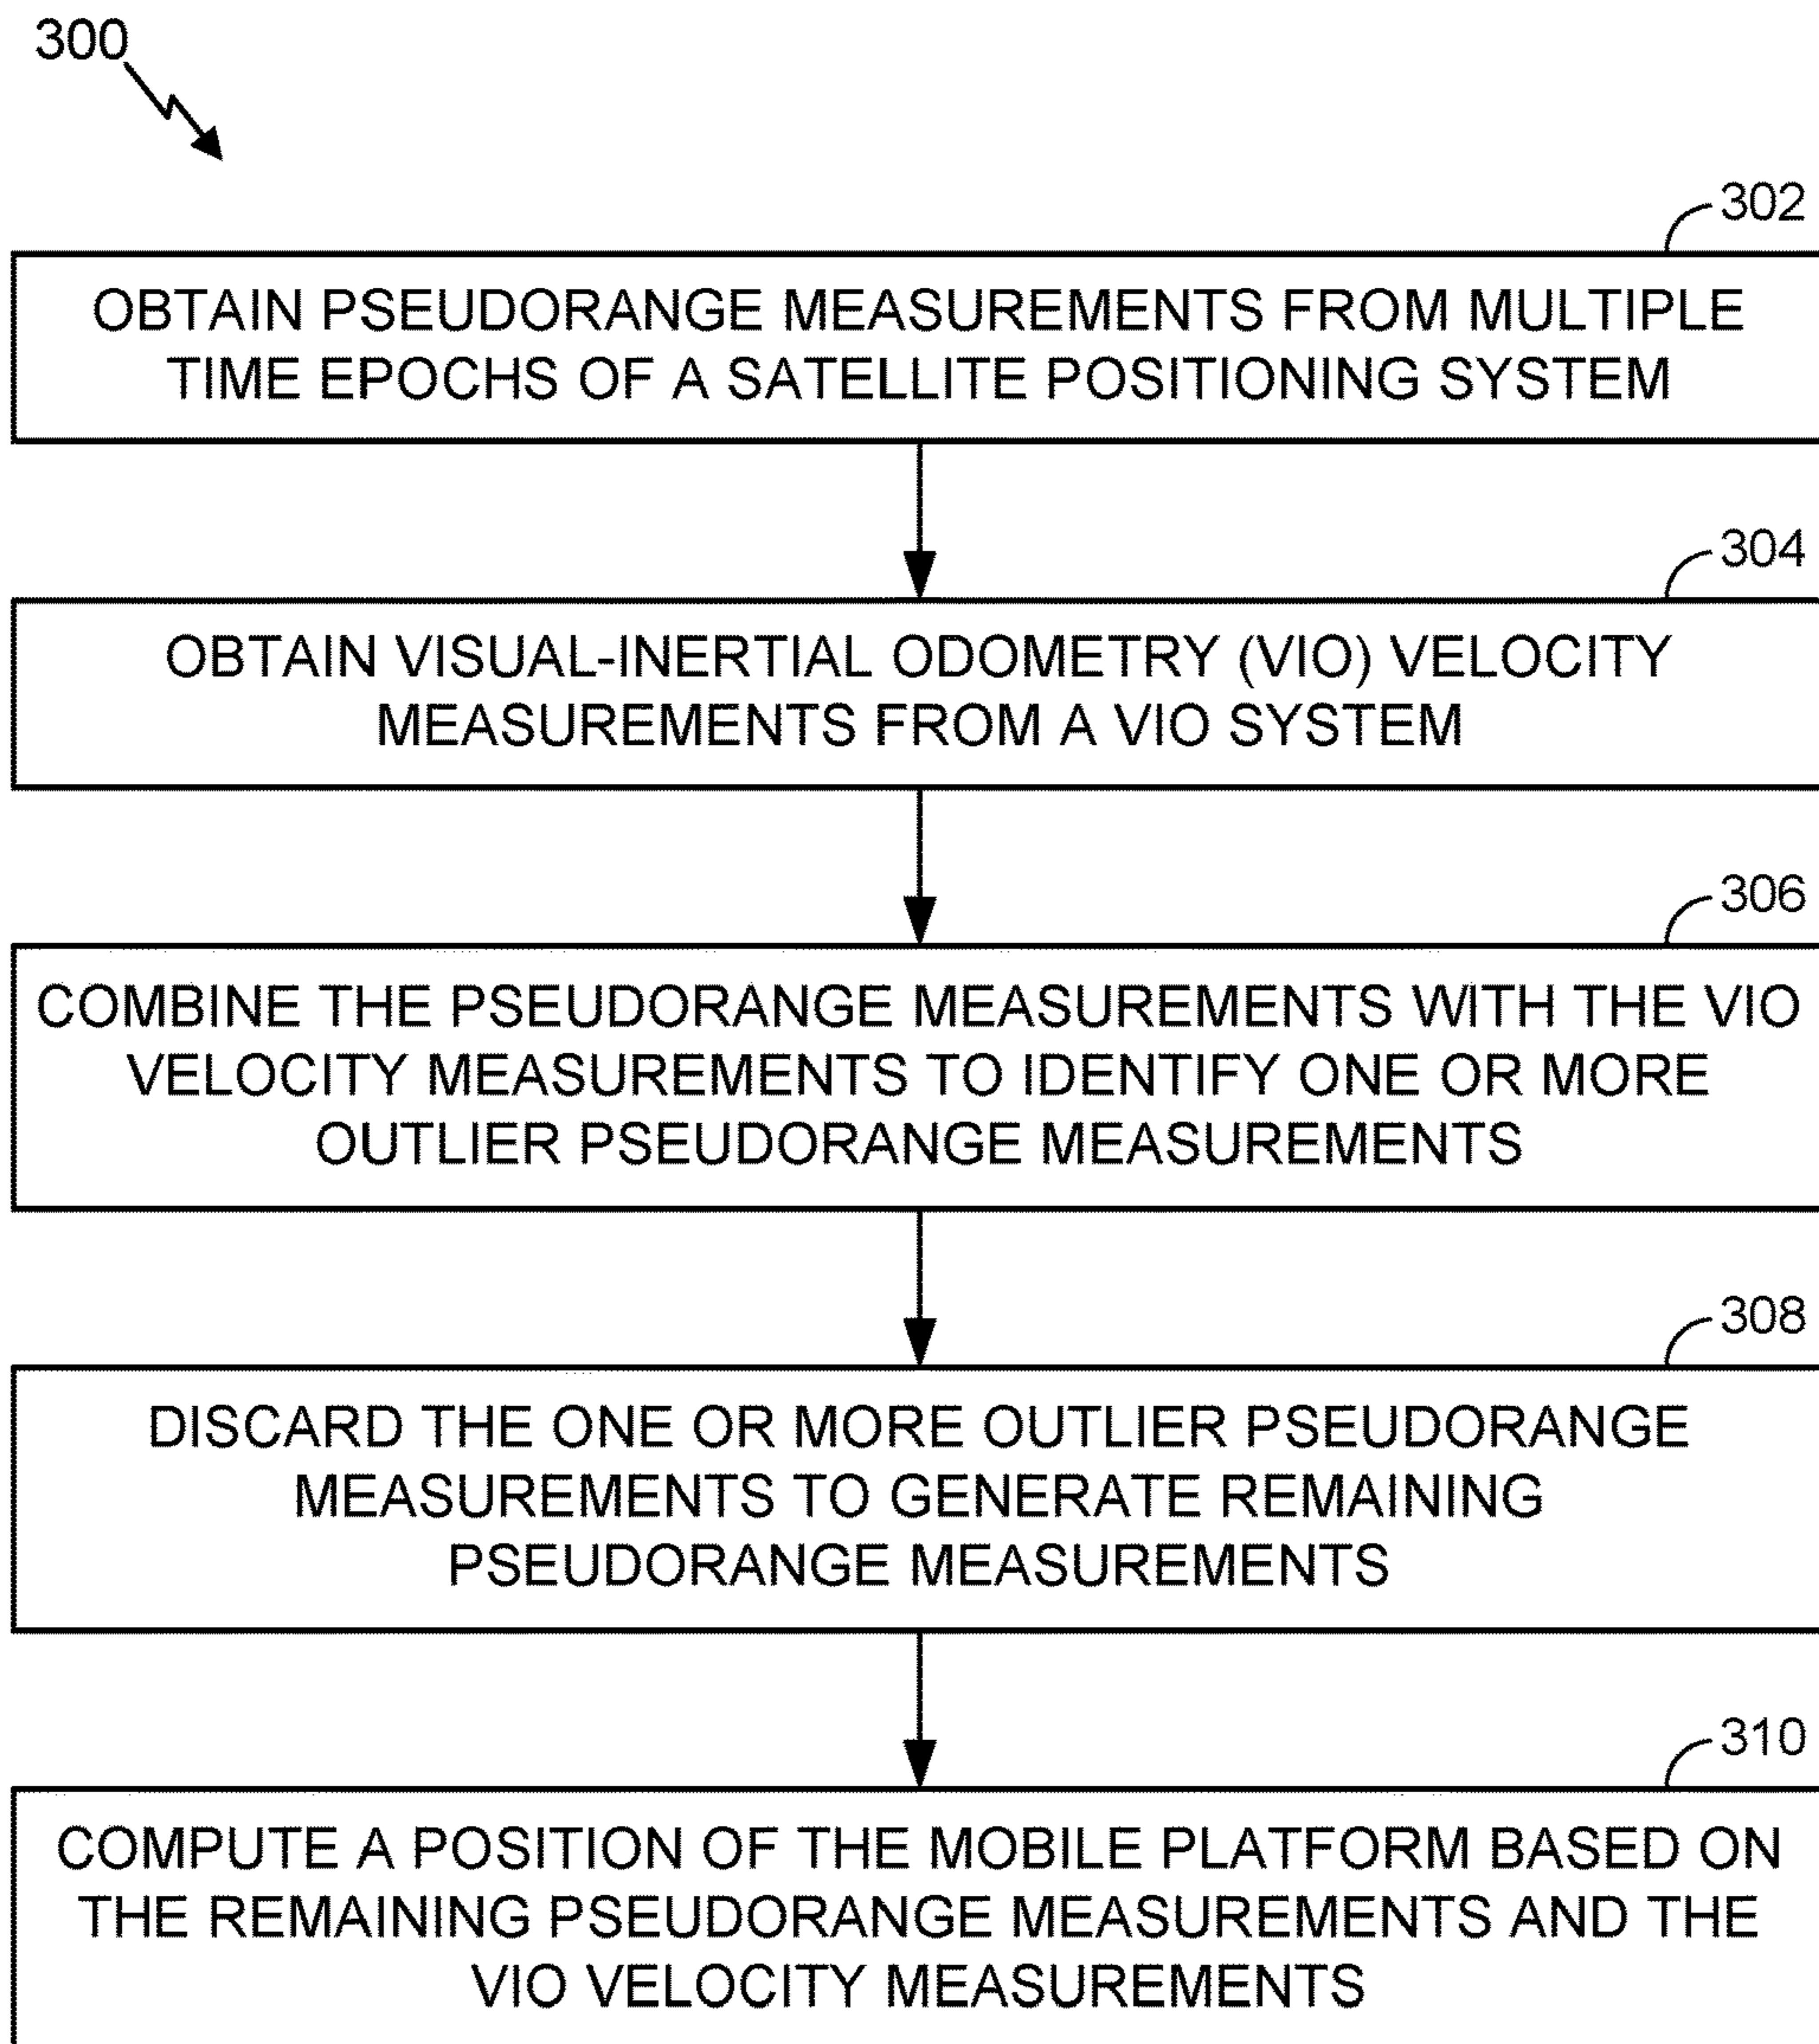 300
302
OBTAIN PSEUDORANGE MEASUREMENTS FROM MULTIPLE
TIME EPOCHS OF A SATELLITE POSITIONING SYSTEM
304
OBTAIN VISUAL-INERTIAL ODOMETRY (VIO) VELOCITY
MEASUREMENTS FROM A VIO SYSTEM
306
COMBINE THE PSEUDORANGE MEASUREMENTS WITH THE VIO
VELOCITY MEASUREMENTS TO IDENTIFY ONE OR MORE
OUTLIER PSEUDORANGE MEASUREMENTS
308
DISCARD THE ONE OR MORE OUTLIER PSEUDORANGE
MEASUREMENTS TO GENERATE REMAINING
PSEUDORANGE MEASUREMENTS
310
COMPUTE A POSITION OF THE MOBILE PLATFORM BASED ON
THE REMAINING PSEUDORANGE MEASUREMENTS AND THE
VIO VELOCITY MEASUREMENTS